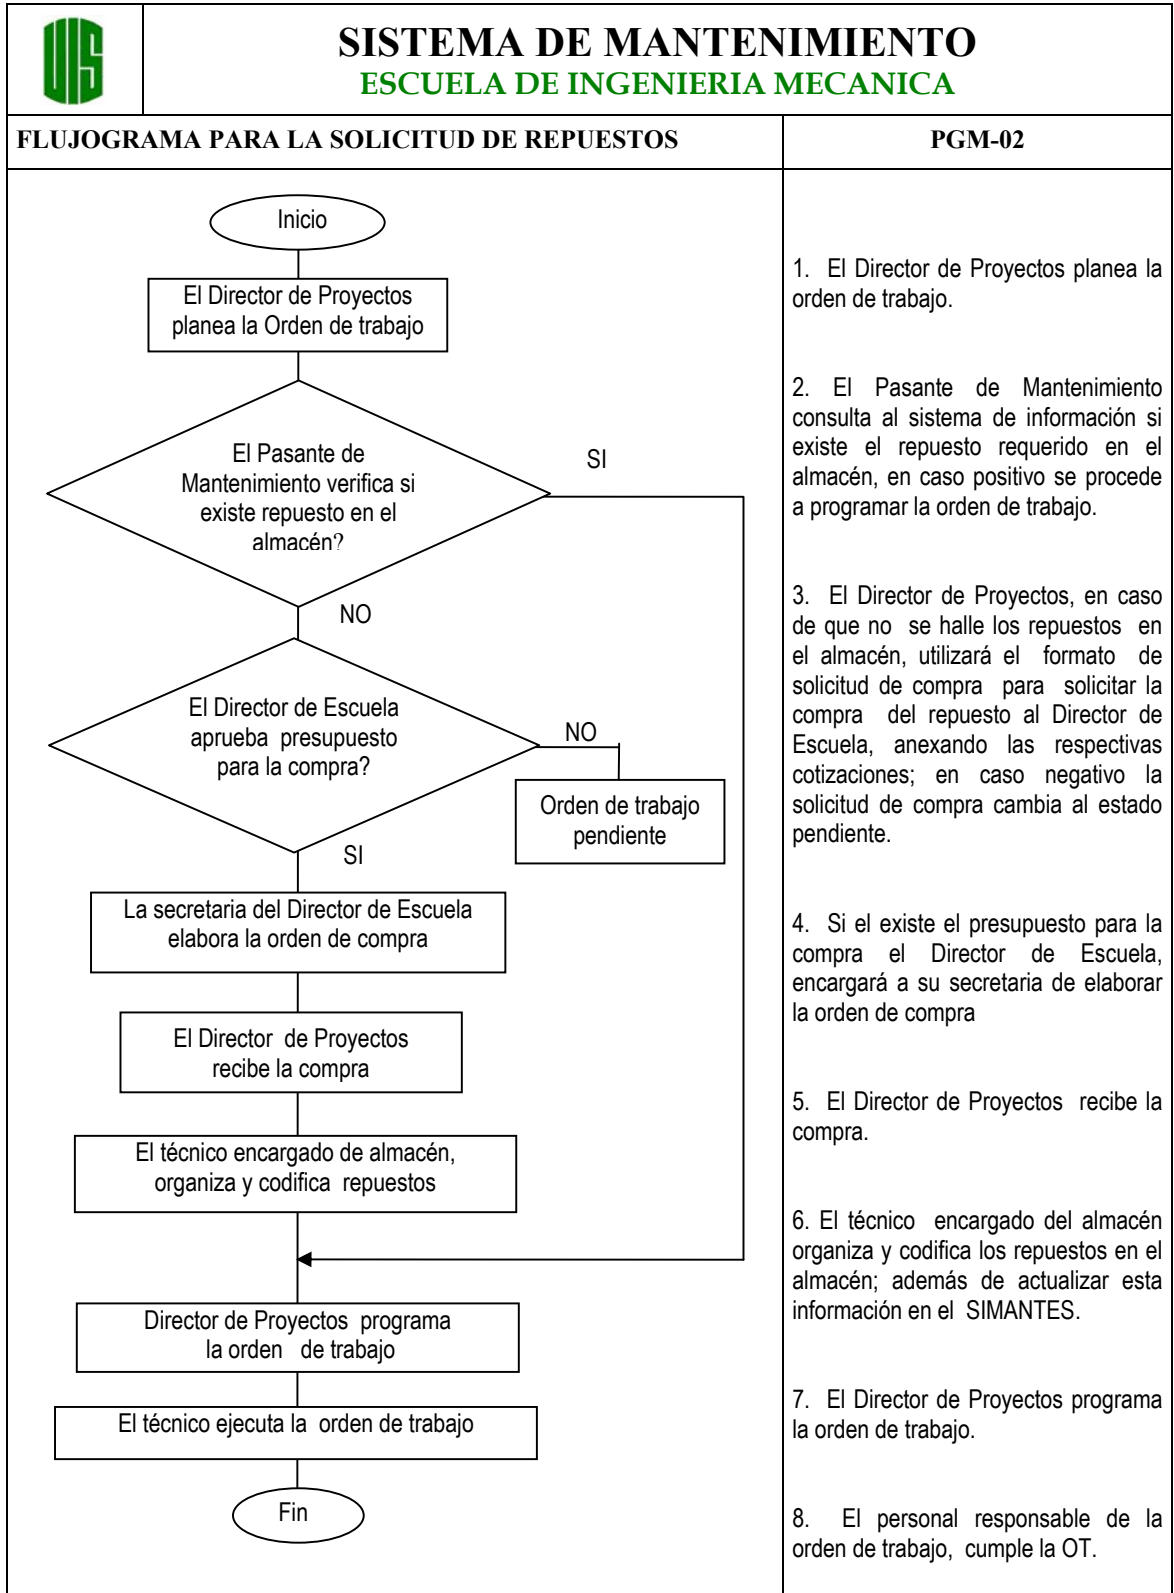 UIS
SISTEMA DE MANTENIMIENTO
ESCUELA DE INGENIERIA MECANICA
FLUJOGRAMA PARA LA SOLICITUD DE REPUESTOS
PGM-02
Inicio
El Director de Proyectos
planea la Orden de trabajo
El Pasante de
Mantenimiento verifica si
existe repuesto en el
almacén?
SI
NO
El Director de Escuela
aprueba presupuesto
para la compra?
NO
Orden de trabajo
pendiente
SI
La secretaria del Director de Escuela
elabora la orden de compra
El Director de Proyectos
recibe la compra
El técnico encargado de almacén,
organiza y codifica repuestos
Director de Proyectos programa
la orden de trabajo
El técnico ejecuta la orden de trabajo
Fin
1. El Director de Proyectos planea la
orden de trabajo.
2. El Pasante de Mantenimiento
consulta al sistema de información si
existe el repuesto requerido en el
almacén, en caso positivo se procede
a programar la orden de trabajo.
3. El Director de Proyectos, en caso
de que no se halle los repuestos en
el almacén, utilizará el formato de
solicitud de compra para solicitar la
compra del repuesto al Director de
Escuela, anexando las respectivas
cotizaciones; en caso negativo la
solicitud de compra cambia al estado
pendiente.
4. Si el existe el presupuesto para la
compra el Director de Escuela,
encargará a su secretaria de elaborar
la orden de compra
5. El Director de Proyectos recibe la
compra.
6. El técnico encargado del almacén
organiza y codifica los repuestos en el
almacén; además de actualizar esta
información en el SIMANTES.
7. El Director de Proyectos programa
la orden de trabajo.
8. El personal responsable de la
orden de trabajo, cumple la OT.